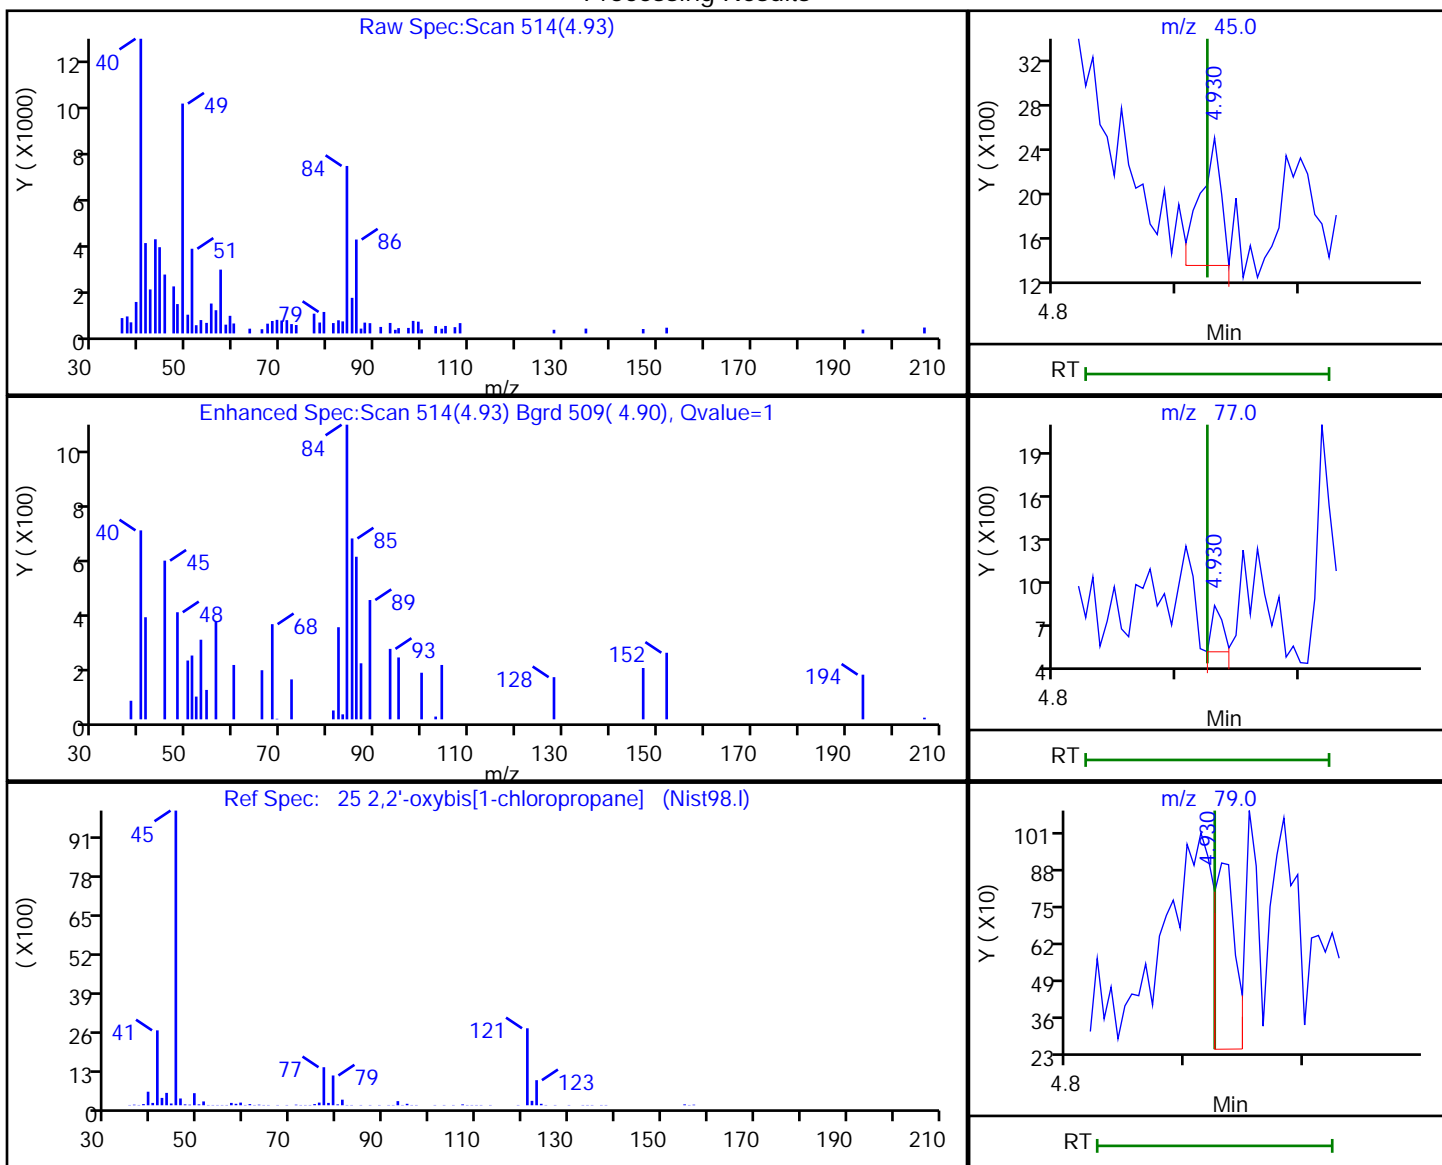 Processing Results
Raw Spec:Scan 514(4.93)
Y ( X1000)
12
10
8
6
4
2
0
40
49
84
51
86
79
30 50 70 90 110 130 150 170 190 210
m/z
m/z 45.0
Y ( X100)
32
28
24
20
16
12
4.930
4.8
Min
RT
Enhanced Spec:Scan 514(4.93) Bgrd 509( 4.90), Qvalue=1
Y ( X100)
10
8
6
4
2
0
84
40
45
85
48
89
68
93
128
152
194
30 50 70 90 110 130 150 170 190 210
m/z
m/z 77.0
Y ( X100)
19
16
13
10
7
4
4.930
4.8
Min
RT
Ref Spec: 25 2,2'-oxybis[1-chloropropane] (Nist98.l)
( X100)
91
78
65
52
39
26
13
0
45
41
77
79
121
123
30 50 70 90 110 130 150 170 190 210
m/z 79.0
Y ( X10)
101
88
75
62
49
36
23
4.930
4.8
Min
RT